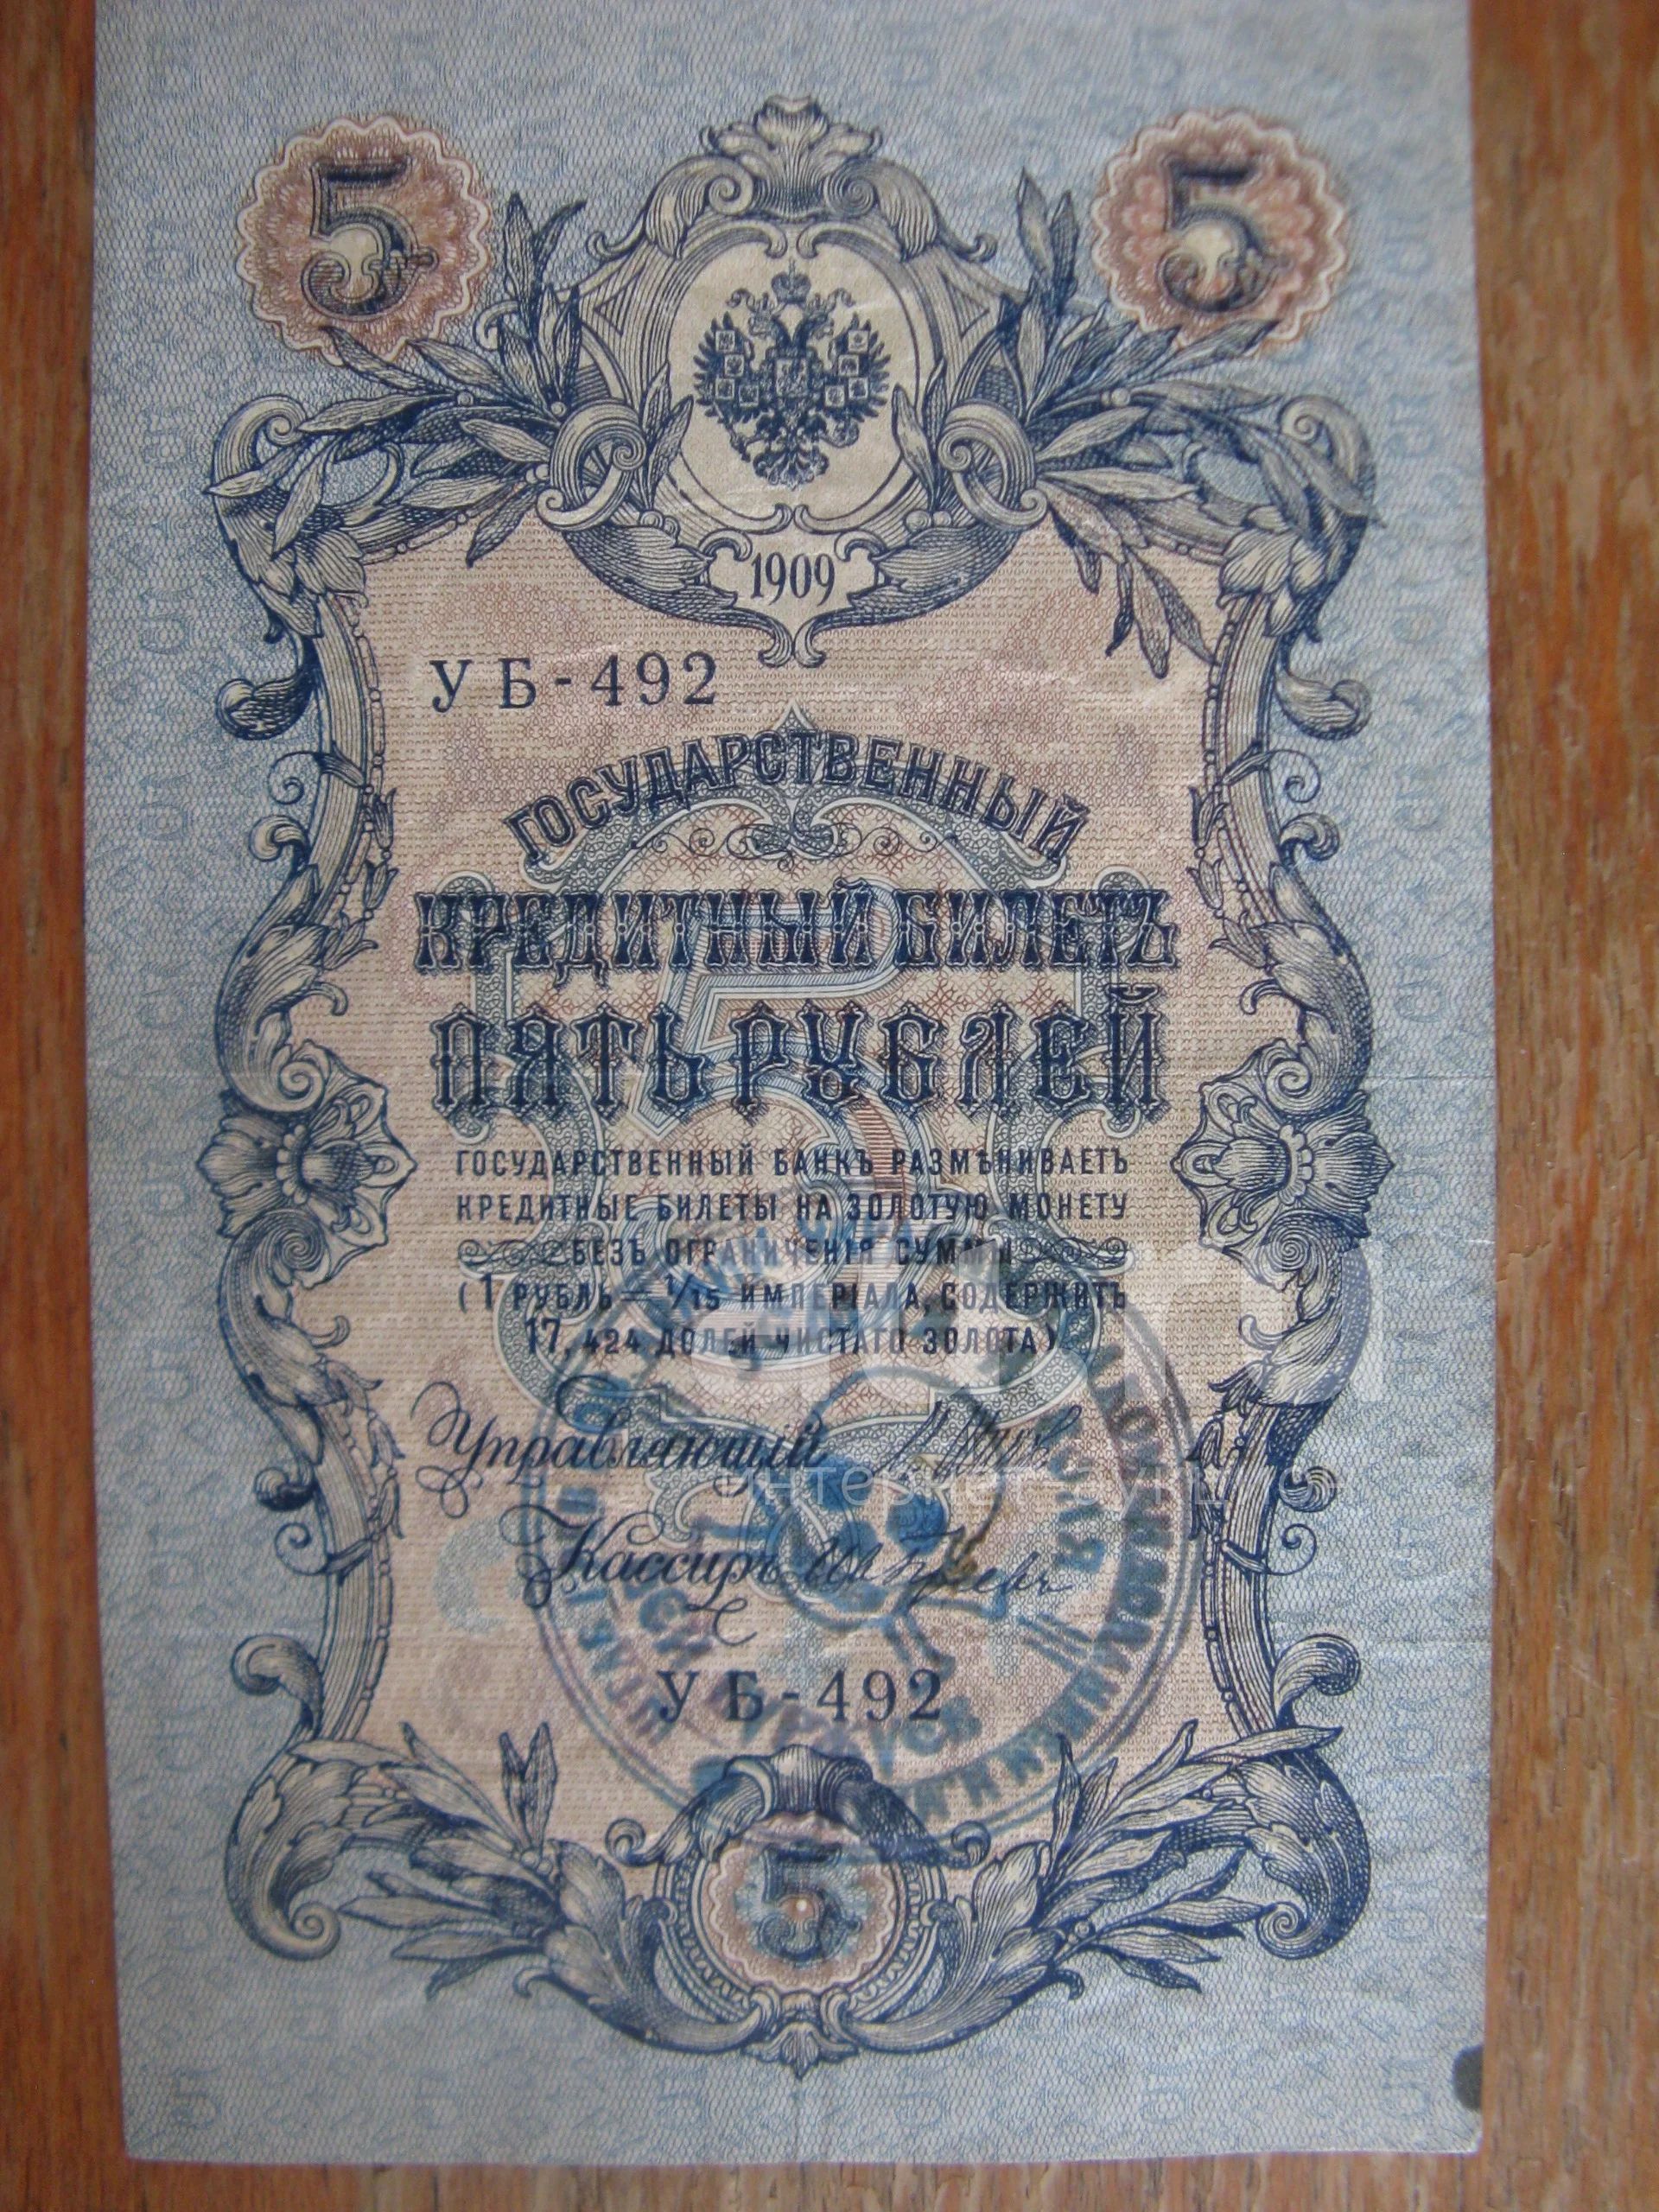 5 5
1909
УБ-492
ГОСУДАРСТВЕННЫЙ
КРЕДИТНЫЙ БИЛЕТЪ
ПЯТЬ РУБЛЕЙ
ГОСУДАРСТВЕННЫЙ БАНКЪ РАЗМѢНИВАЕТЪ
КРЕДИТНЫЕ БИЛЕТЫ НА ЗОЛОТУЮ МОНЕТУ
БЕЗЪ ОГРАНИЧЕНІЯ СУММЫ
(1 РУБЛЬ = 1/15 ИМПЕРІАЛА, СОДЕРЖИТЪ
17,424 ДОЛЕЙ ЧИСТАГО ЗОЛОТА)
Управляющій
Кассиръ
УБ-492
5